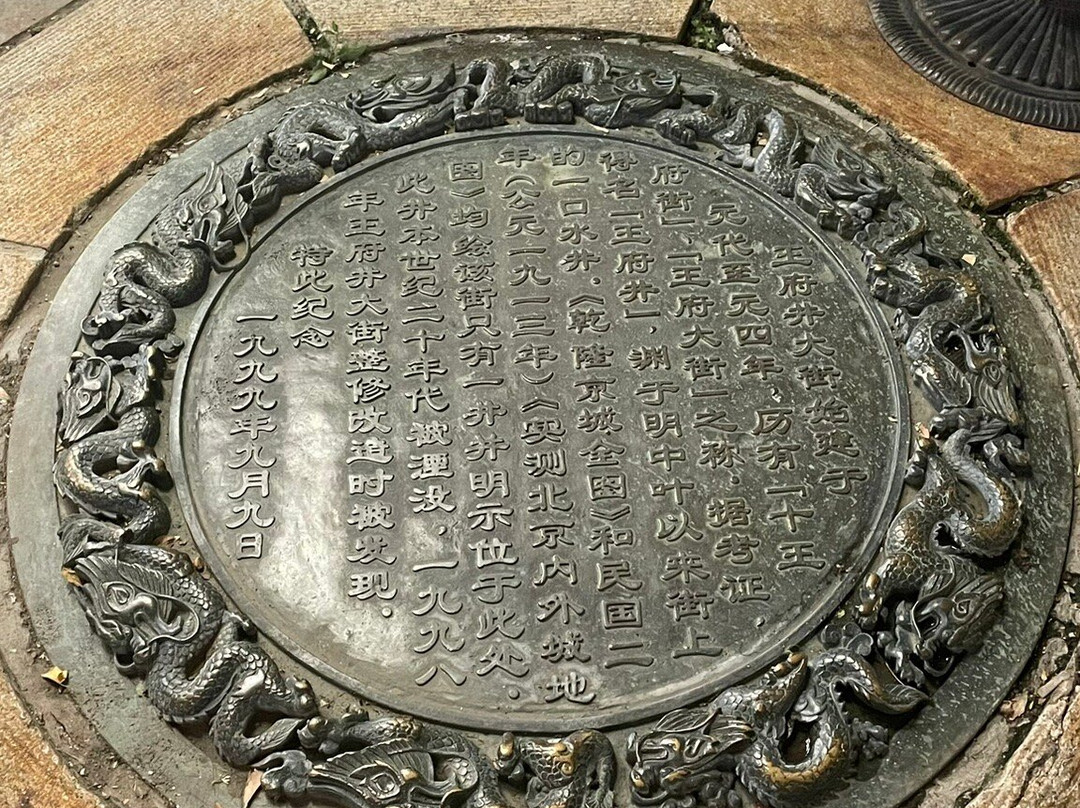 王府井大街始建于
元代至元四年，历有「十王
府街」，「王府大街」之称，据考证，
得名「王府井」，渊于明中叶以来街上
的一口水井，《乾隆京城全图》和民国二
年（公元一九一三年）《实测北京内外城地
图》均绘该街只有一井并明示位于此处，
此井本世纪二十年代被湮没，一九九八
年王府井大街整修改道时被发现，
特此纪念
一九九九年九月九日